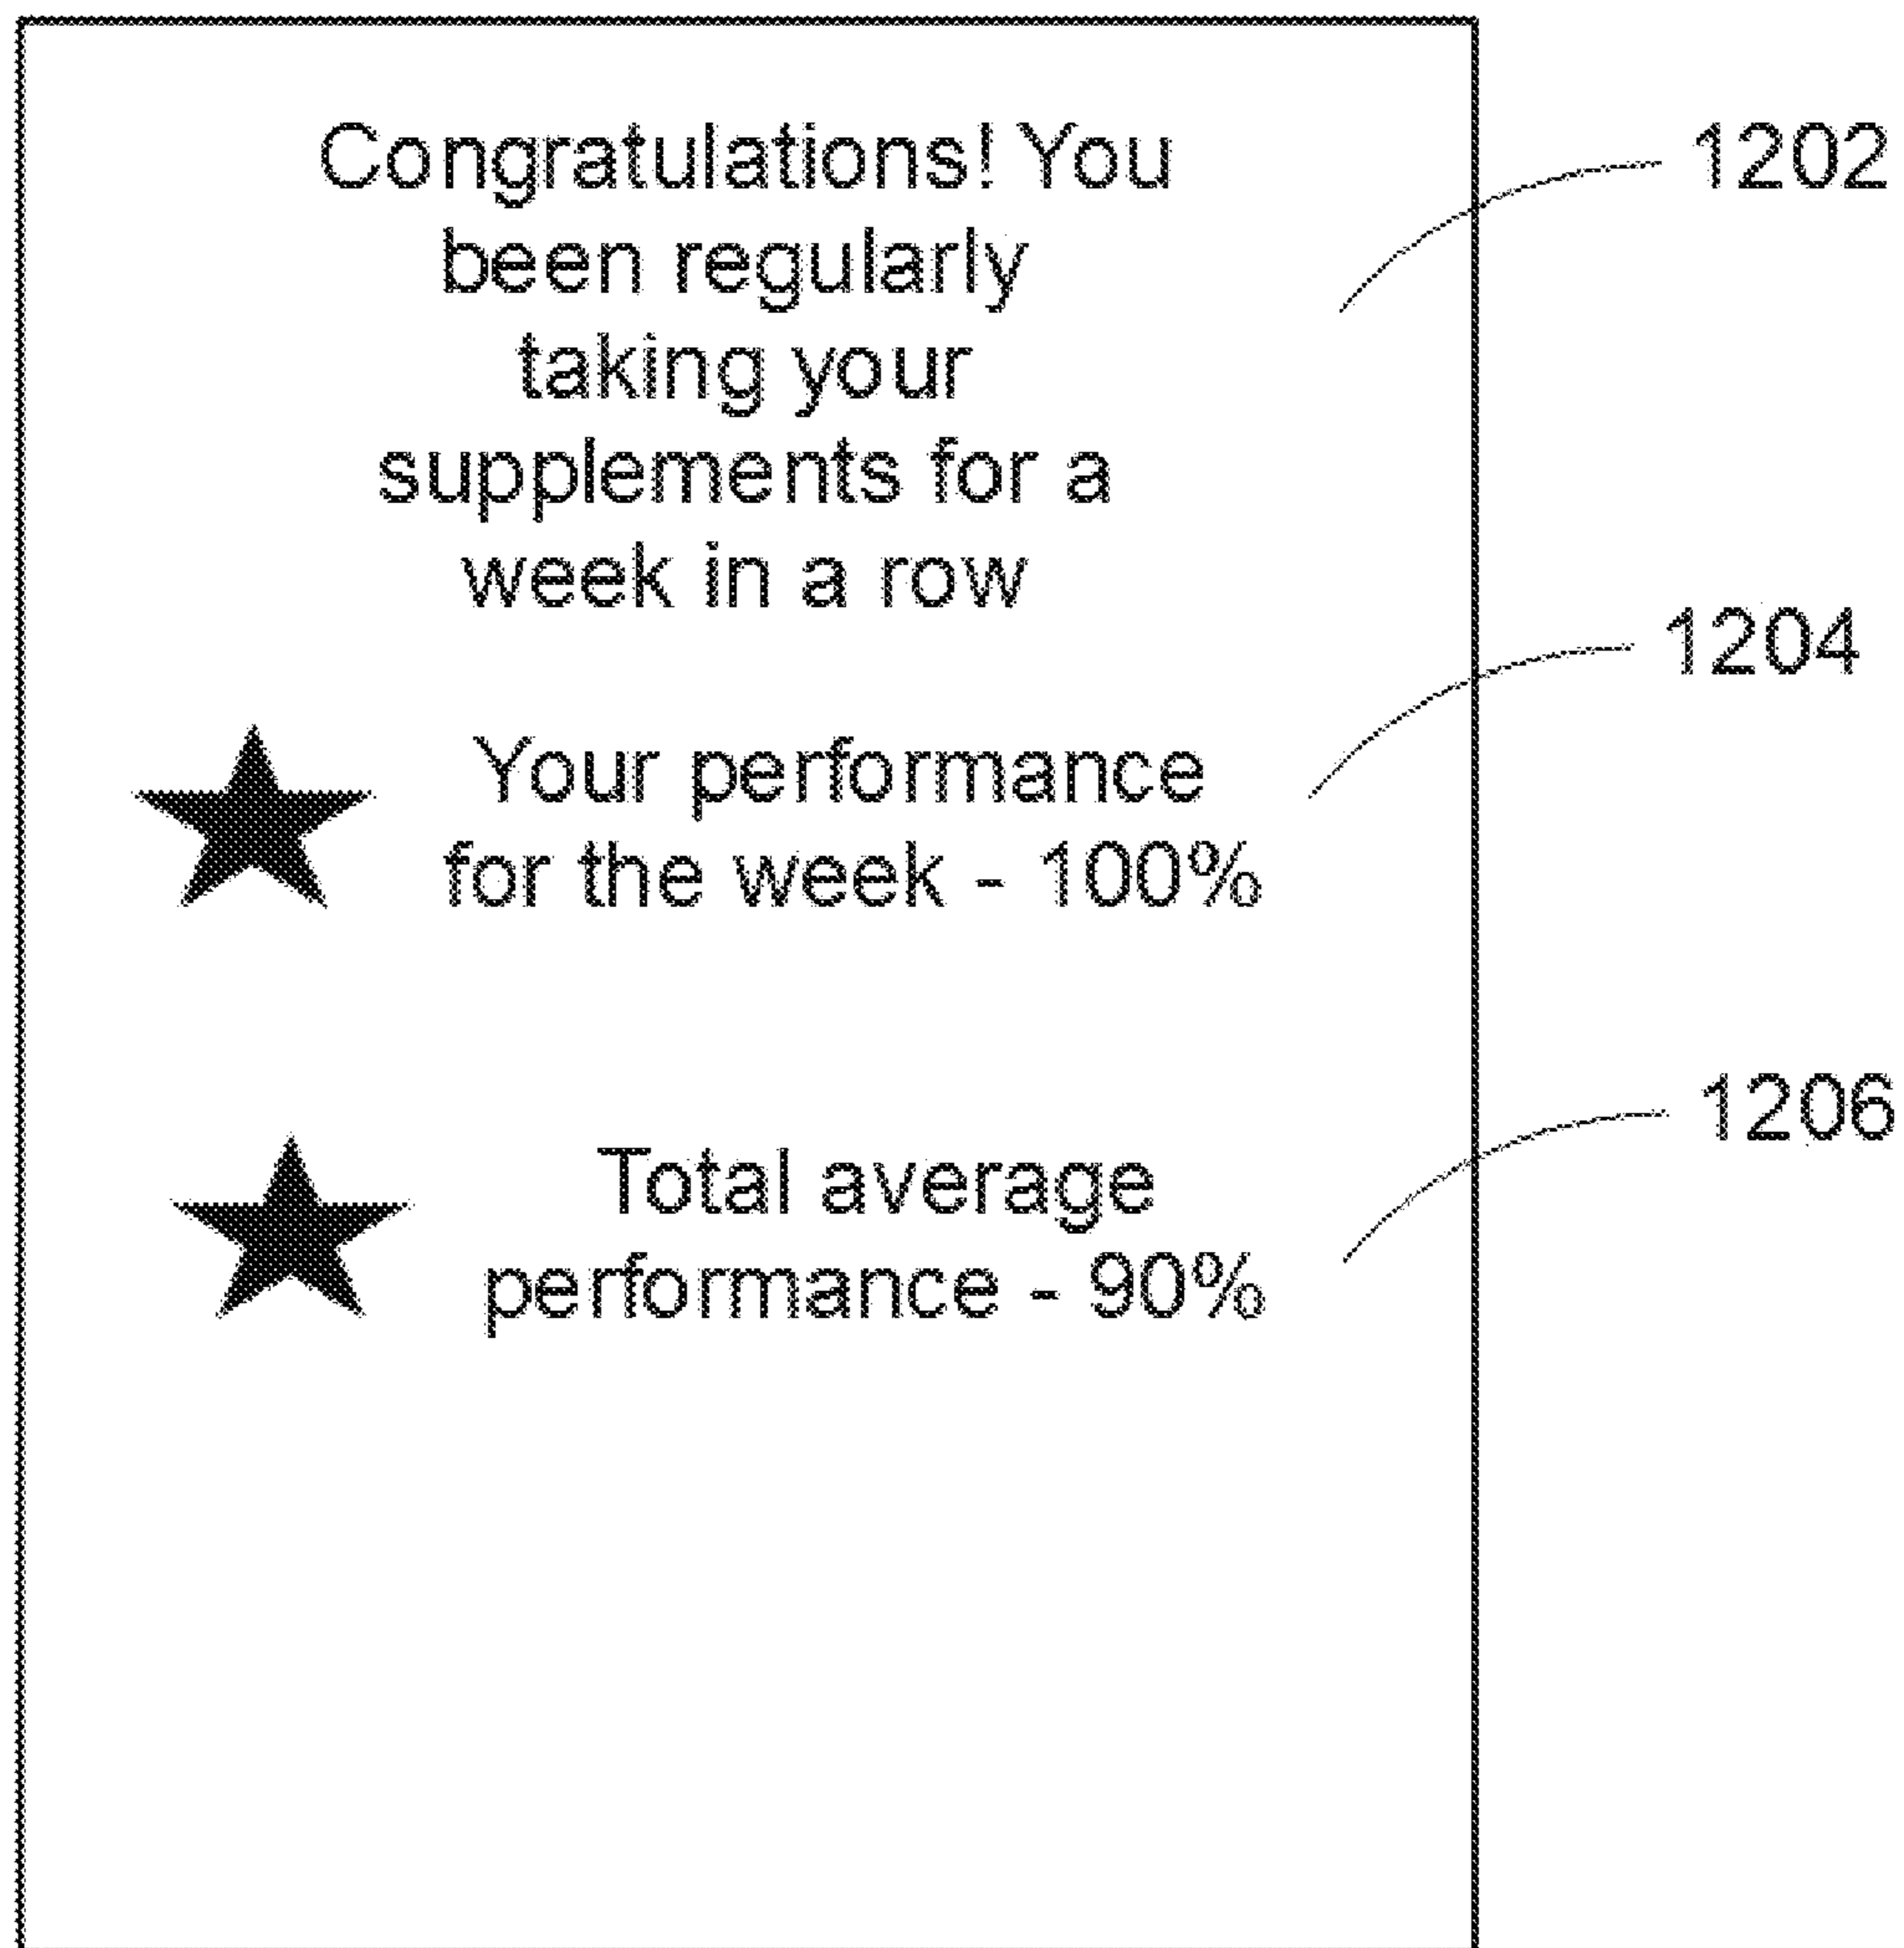 Congratulations! You
been regularly
taking your
supplements for a
week in a row
1202
Your performance
for the week - 100%
1204
Total average
performance - 90%
1206